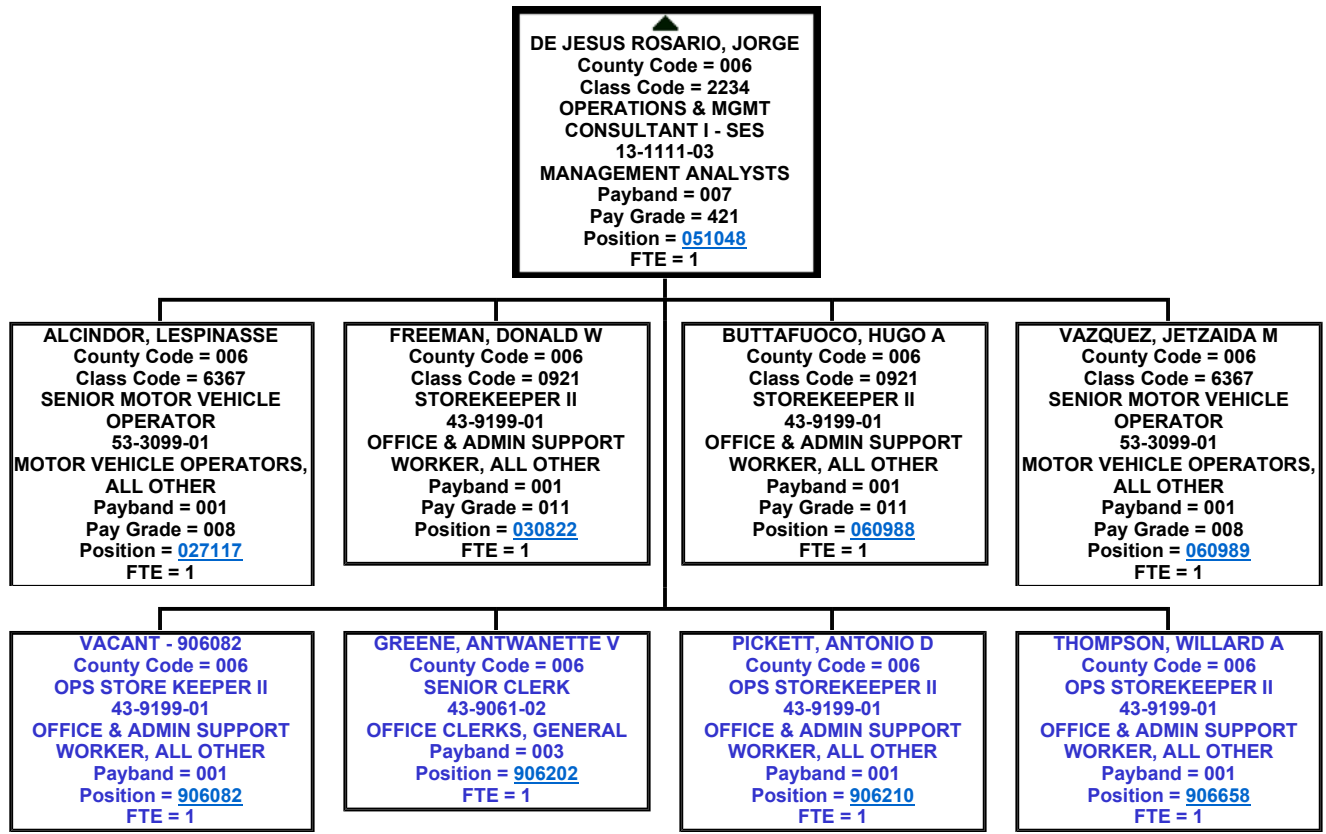 DE JESUS ROSARIO, JORGE
County Code = 006
Class Code = 2234
OPERATIONS & MGMT
CONSULTANT I - SES
13-1111-03
MANAGEMENT ANALYSTS
Payband = 007
Pay Grade = 421
Position = 051048
FTE = 1
ALCINDOR, LESPINASSE
County Code = 006
Class Code = 6367
SENIOR MOTOR VEHICLE
OPERATOR
53-3099-01
MOTOR VEHICLE OPERATORS,
ALL OTHER
Payband = 001
Pay Grade = 008
Position = 027117
FTE = 1
FREEMAN, DONALD W
County Code = 006
Class Code = 0921
STOREKEEPER II
43-9199-01
OFFICE & ADMIN SUPPORT
WORKER, ALL OTHER
Payband = 001
Pay Grade = 011
Position = 030822
FTE = 1
BUTTAFUOCO, HUGO A
County Code = 006
Class Code = 0921
STOREKEEPER II
43-9199-01
OFFICE & ADMIN SUPPORT
WORKER, ALL OTHER
Payband = 001
Pay Grade = 011
Position = 060988
FTE = 1
VAZQUEZ, JETZAIDA M
County Code = 006
Class Code = 6367
SENIOR MOTOR VEHICLE
OPERATOR
53-3099-01
MOTOR VEHICLE OPERATORS,
ALL OTHER
Payband = 001
Pay Grade = 008
Position = 060989
FTE = 1
VACANT - 906082
County Code = 006
OPS STORE KEEPER II
43-9199-01
OFFICE & ADMIN SUPPORT
WORKER, ALL OTHER
Payband = 001
Position = 906082
FTE = 1
GREENE, ANTWANETTE V
County Code = 006
SENIOR CLERK
43-9061-02
OFFICE CLERKS, GENERAL
Payband = 003
Position = 906202
FTE = 1
PICKETT, ANTONIO D
County Code = 006
OPS STOREKEEPER II
43-9199-01
OFFICE & ADMIN SUPPORT
WORKER, ALL OTHER
Payband = 001
Position = 906210
FTE = 1
THOMPSON, WILLARD A
County Code = 006
OPS STOREKEEPER II
43-9199-01
OFFICE & ADMIN SUPPORT
WORKER, ALL OTHER
Payband = 001
Position = 906658
FTE = 1